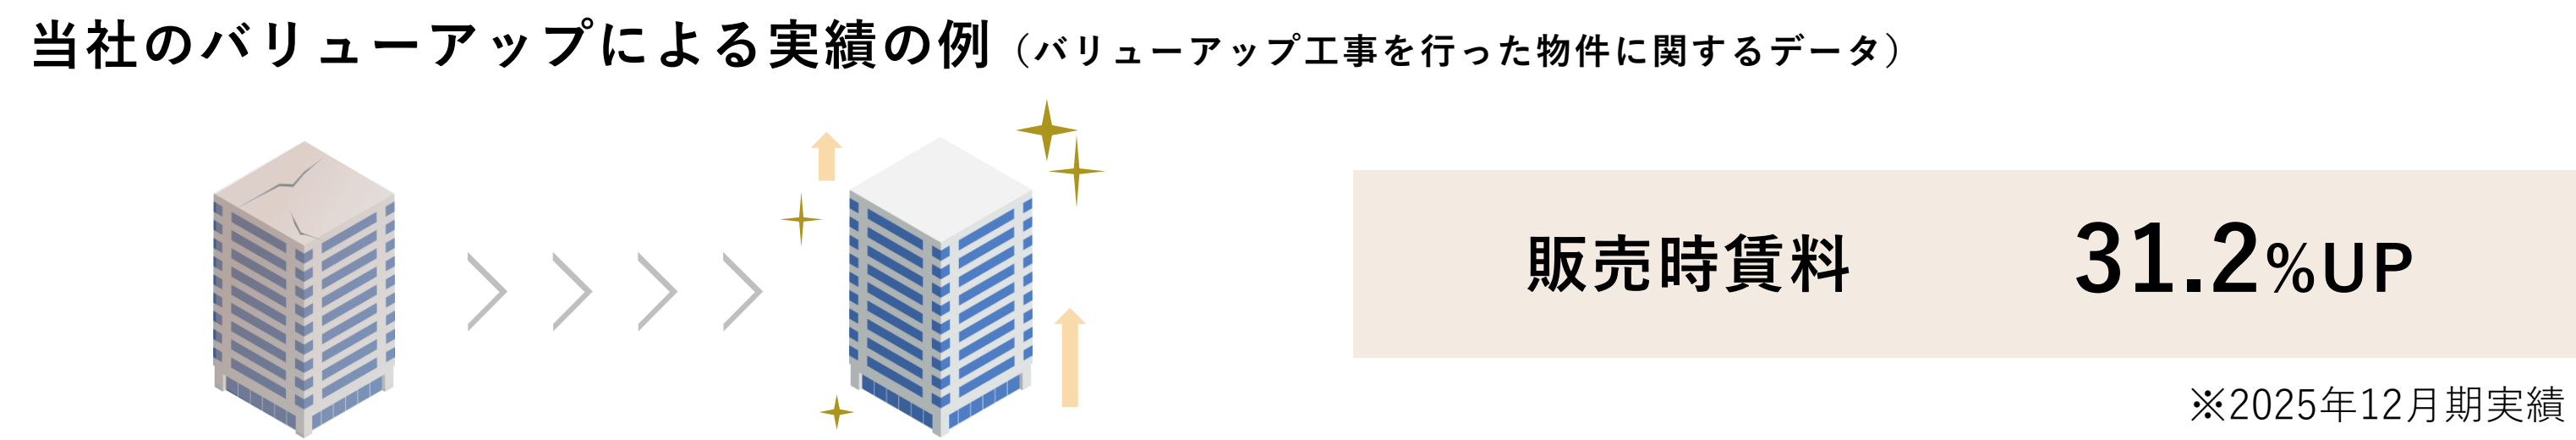 当社のバリューアップによる実績の例（バリューアップ工事を行った物件に関するデータ）
販売時賃料 31.2%UP
※2025年12月期実績